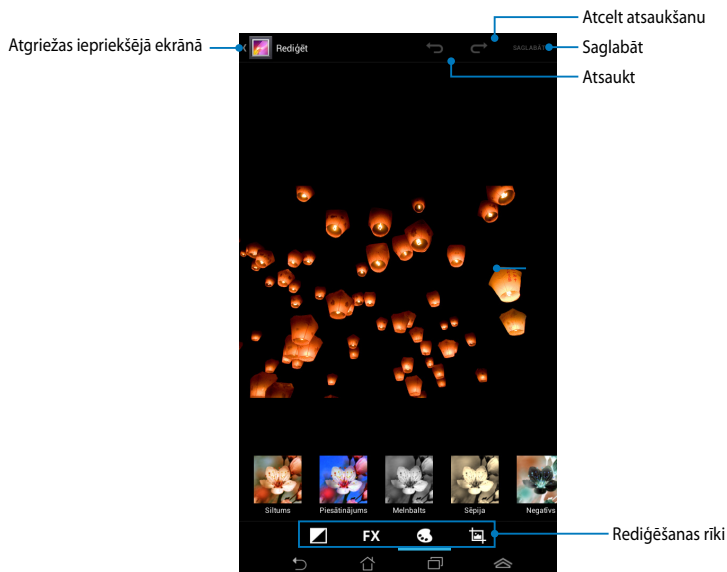 Atcelt atsaukšanu
Atgriežas iepriekšējā ekrānā
Rediģēt
SAGLABĀT
Saglabāt
Atsaukt
Siltums
Piesātinājums
Melnbalts
Sēpija
Negatīvs
FX
Rediģēšanas rīki